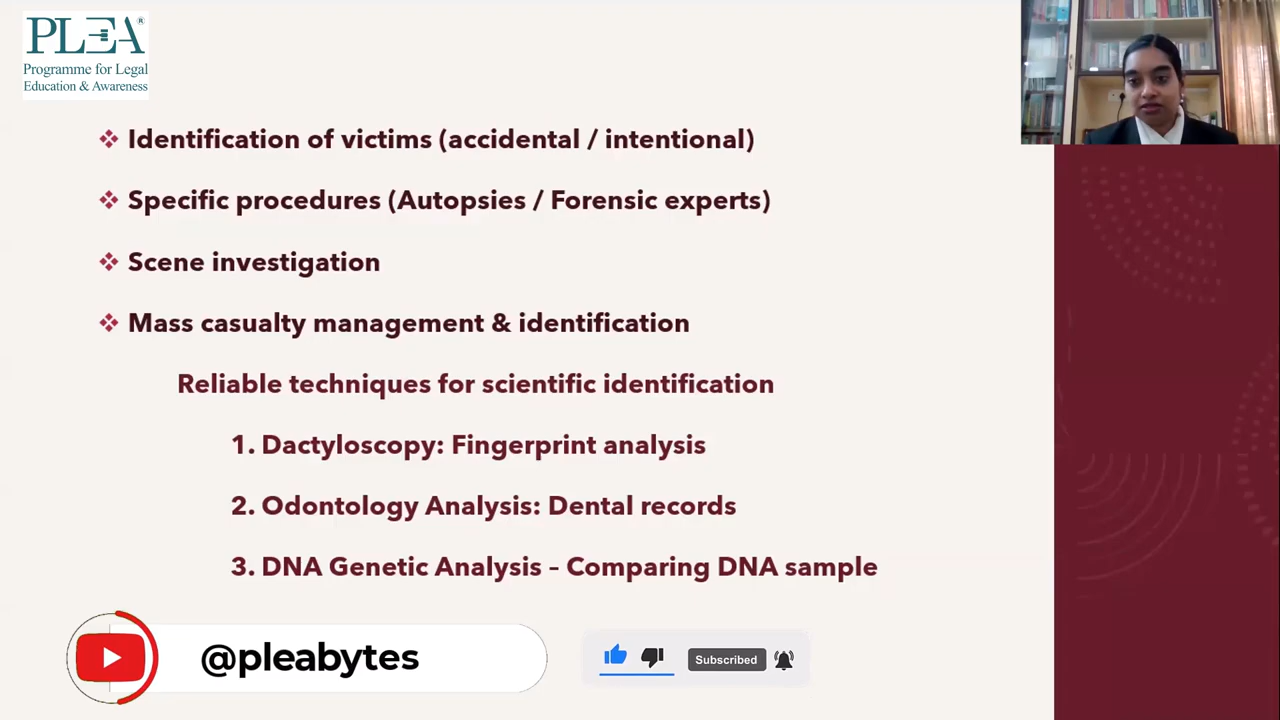 PLEA®
Programme for Legal
Education & Awareness
Identification of victims (accidental / intentional)
Specific procedures (Autopsies / Forensic experts)
Scene investigation
Mass casualty management & identification
Reliable techniques for scientific identification
1. Dactyloscopy: Fingerprint analysis
2. Odontology Analysis: Dental records
3. DNA Genetic Analysis – Comparing DNA sample
@pleabytes
Subscribed